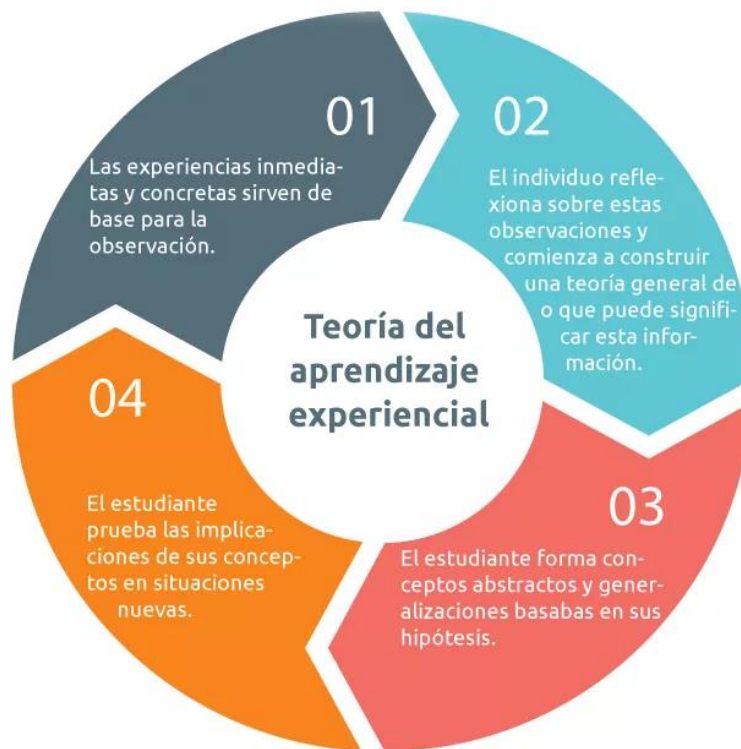 01
Las experiencias inmedia-
tas y concretas sirven de
base para la
observación.
02
El individuo refle-
xiona sobre estas
observaciones y
comienza a construir
una teoría general de
o que puede signifi-
car esta infor-
mación.
Teoría del
aprendizaje
experiencial
03
El estudiante forma con-
ceptos abstractos y gener-
alizaciones basabas en sus
hipótesis.
04
El estudiante
prueba las implica-
ciones de sus concep-
tos en situaciones
nuevas.